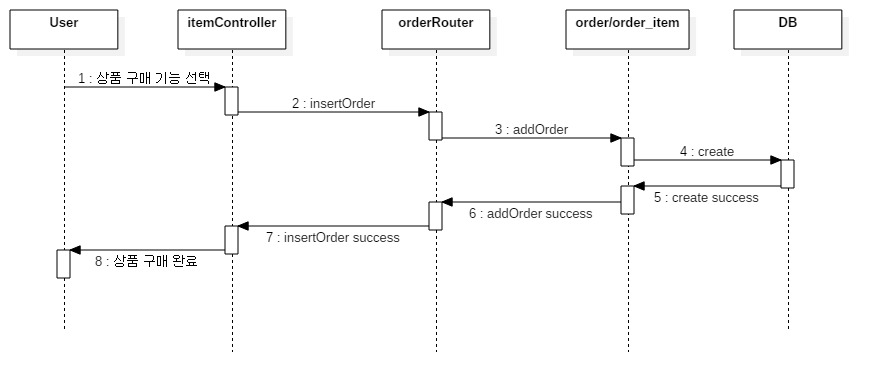 User
itemController
orderRouter
order/order_item
DB
1 : 상품 구매 기능 선택
2 : insertOrder
3 : addOrder
4 : create
5 : create success
6 : addOrder success
7 : insertOrder success
8 : 상품 구매 완료